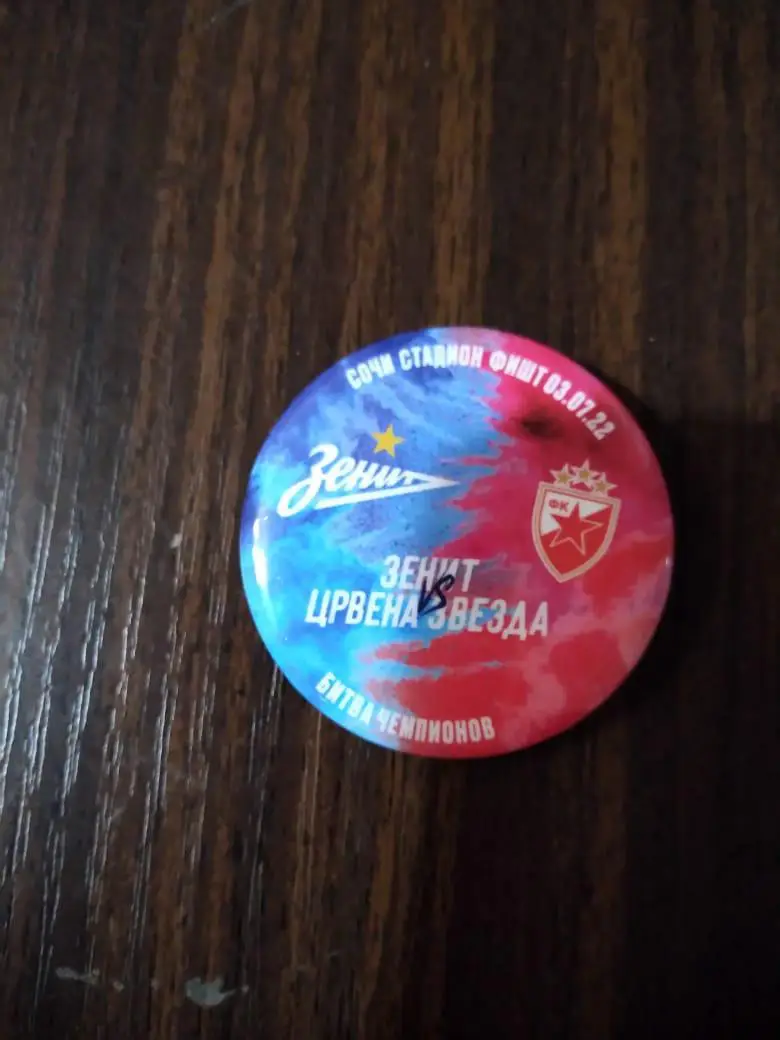 СОЧИ СТАДИОН ФИШТ 03.07.22
Зенит
ФК
ЗЕНИТ
VS
ЦРВЕНА ЗВЕЗДА
БИТВА ЧЕМПИОНОВ